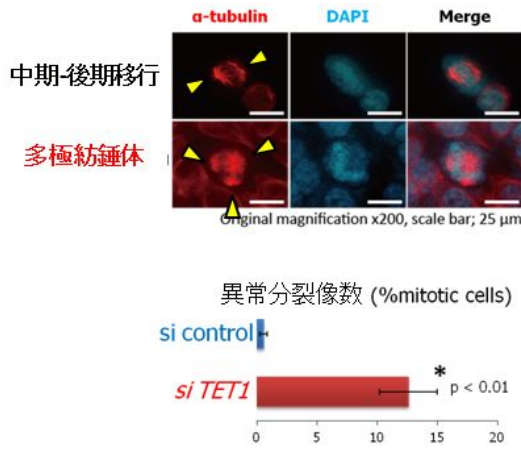 α-tubulin DAPI Merge
中期-後期移行
多極紡錘体
Original magnification x200, scale bar; 25 μm
異常分裂像数 (%mitotic cells)
si control
si TET1
*
p < 0.01
0 5 10 15 20